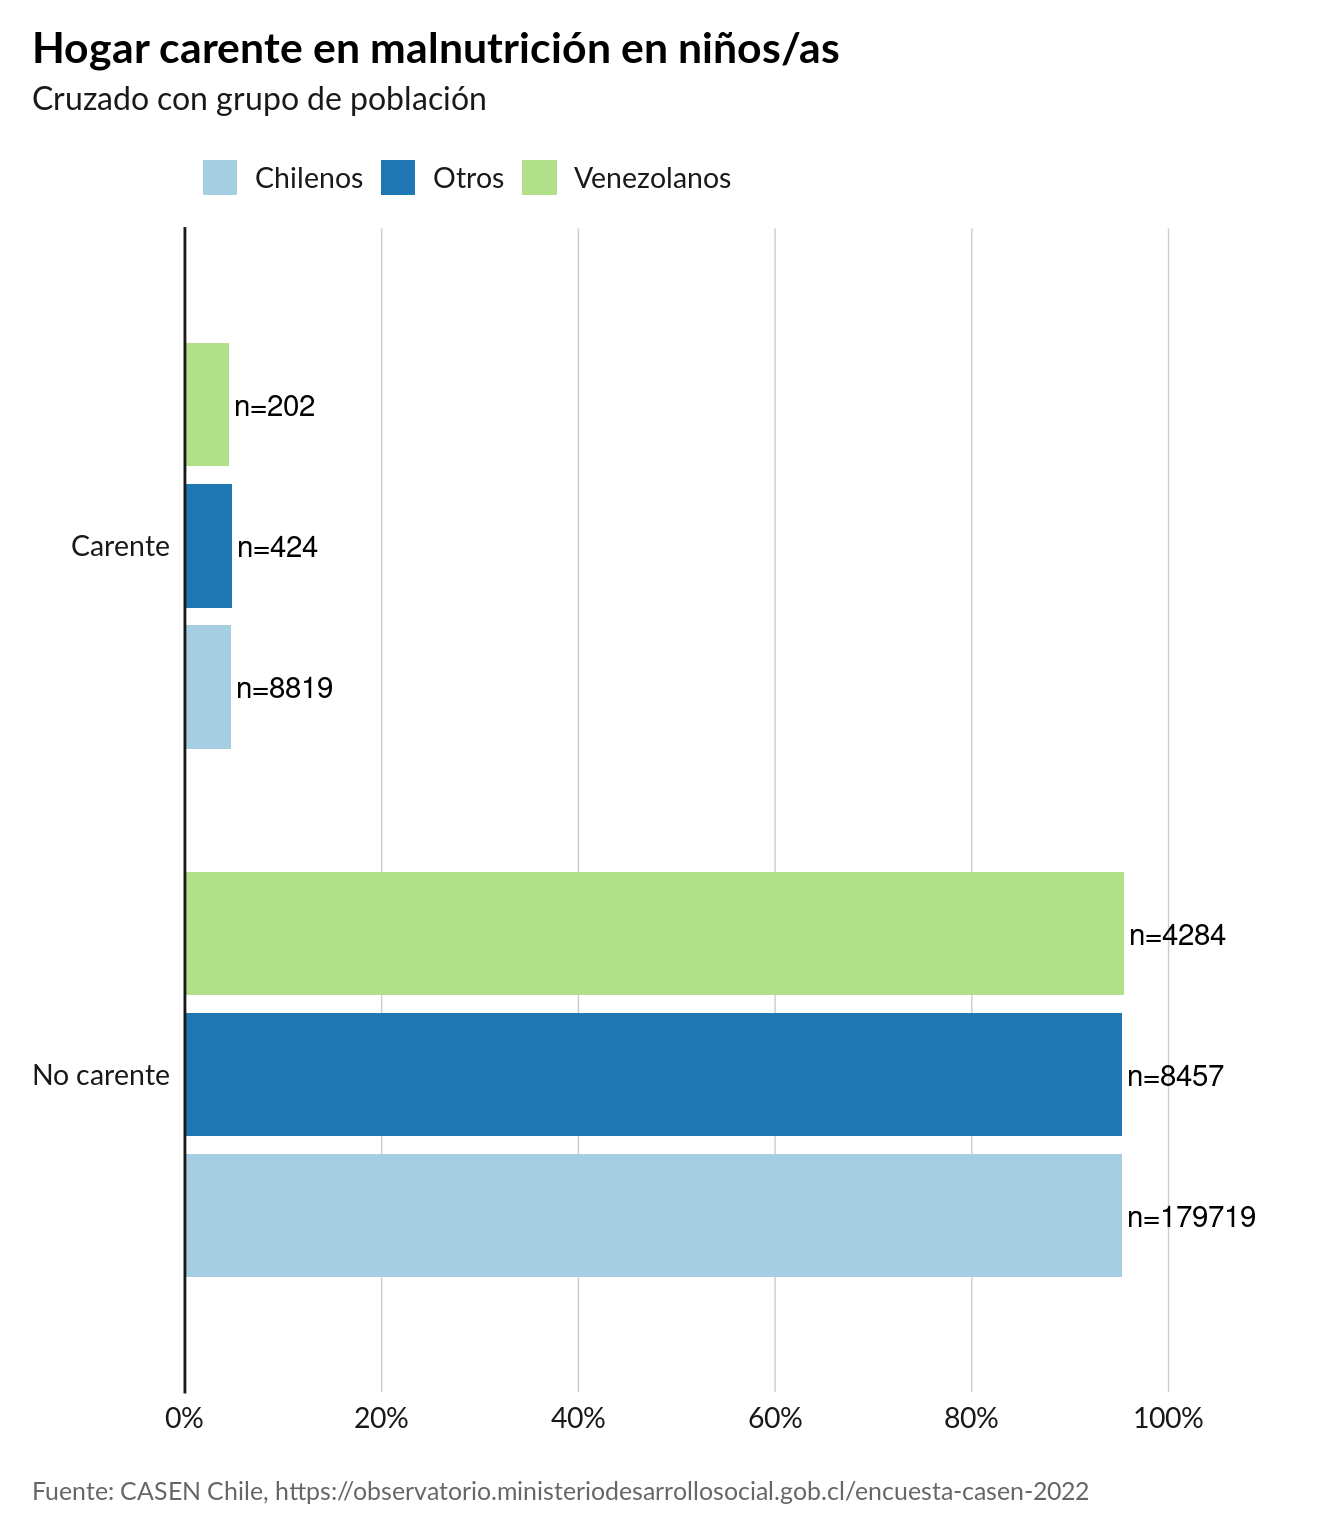 Hogar carente en malnutrición en niños/as
Cruzado con grupo de población
Chilenos Otros Venezolanos
n=202
Carente n=424
n=8819
n=4284
No carente n=8457
n=179719
0% 20% 40% 60% 80% 100%
Fuente: CASEN Chile, https://observatorio.ministeriodesarrollosocial.gob.cl/encuesta-casen-2022